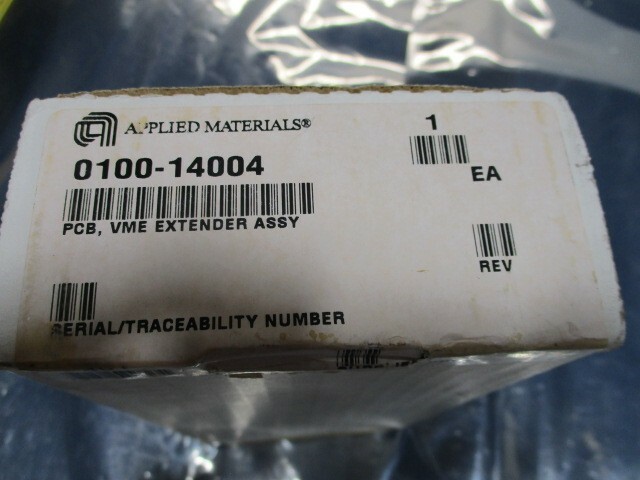 APPLIED MATERIALS®
1
0100-14004
EA
PCB, VME EXTENDER ASSY
REV
SERIAL/TRACEABILITY NUMBER